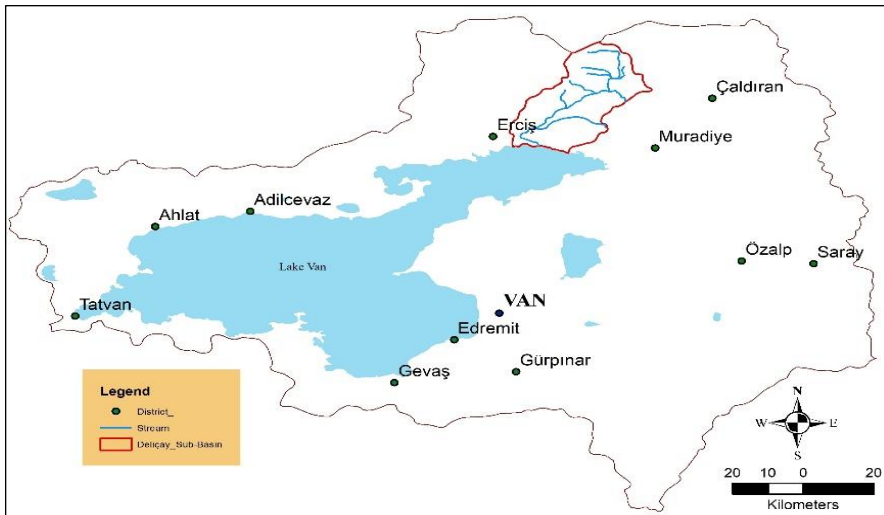 Çaldıran
Erciş
Muradiye
Adilcevaz
Ahlat
Özalp
Saray
Lake Van
VAN
Tatvan
Edremit
Gürpınar
Gevaş
Legend
District_
Stream
Deliçay_Sub-Basin
N
W
E
S
20 10 0 20
Kilometers